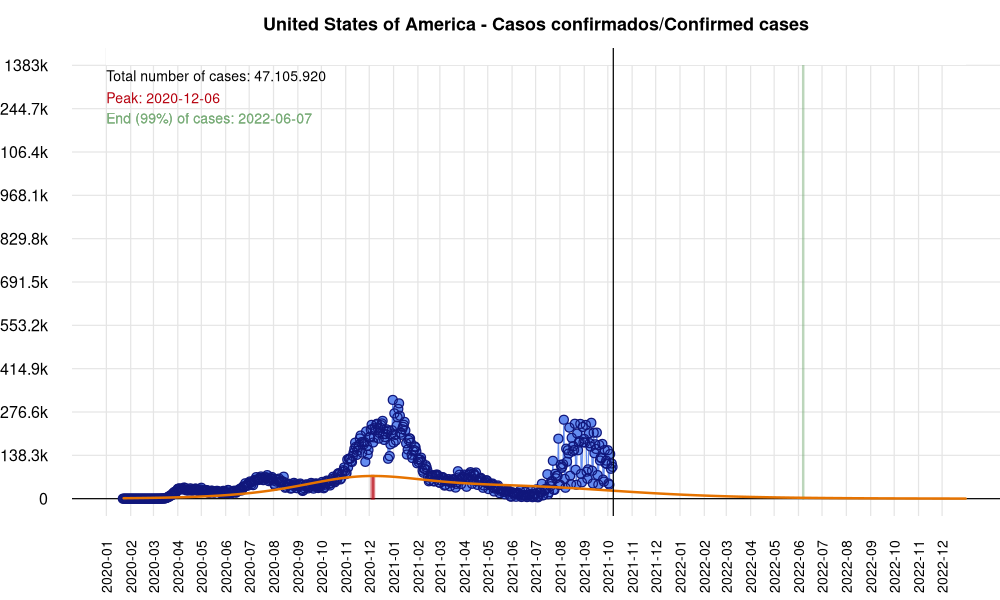 United States of America - Casos confirmados/Confirmed cases
Total number of cases: 47.105.920
Peak: 2020-12-06
End (99%) of cases: 2022-06-07
1383k
244.7k
106.4k
968.1k
829.8k
691.5k
553.2k
414.9k
276.6k
138.3k
0
2020-01
2020-02
2020-03
2020-04
2020-05
2020-06
2020-07
2020-08
2020-09
2020-10
2020-11
2020-12
2021-01
2021-02
2021-03
2021-04
2021-05
2021-06
2021-07
2021-08
2021-09
2021-10
2021-11
2021-12
2022-01
2022-02
2022-03
2022-04
2022-05
2022-06
2022-07
2022-08
2022-09
2022-10
2022-11
2022-12